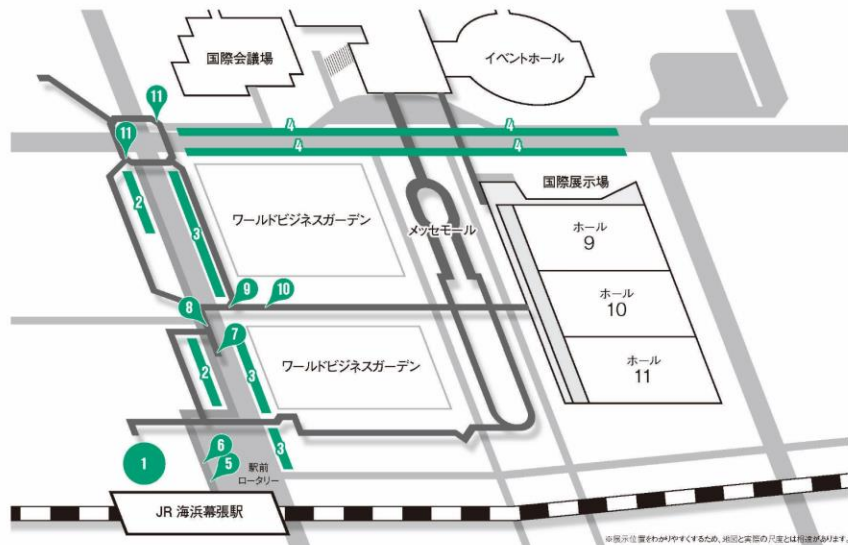 国際会議場
イベントホール
11
4
4
11
4
4
国際展示場
2
3
ワールドビジネスガーデン
メッセモール
ホール
9
9
10
8
ホール
10
7
2
3
ワールドビジネスガーデン
ホール
11
6
3
1
5
駅前
ロータリー
JR 海浜幕張駅
※展示位置をわかりやすくするため、地図と実際の尺度とは相違があります。